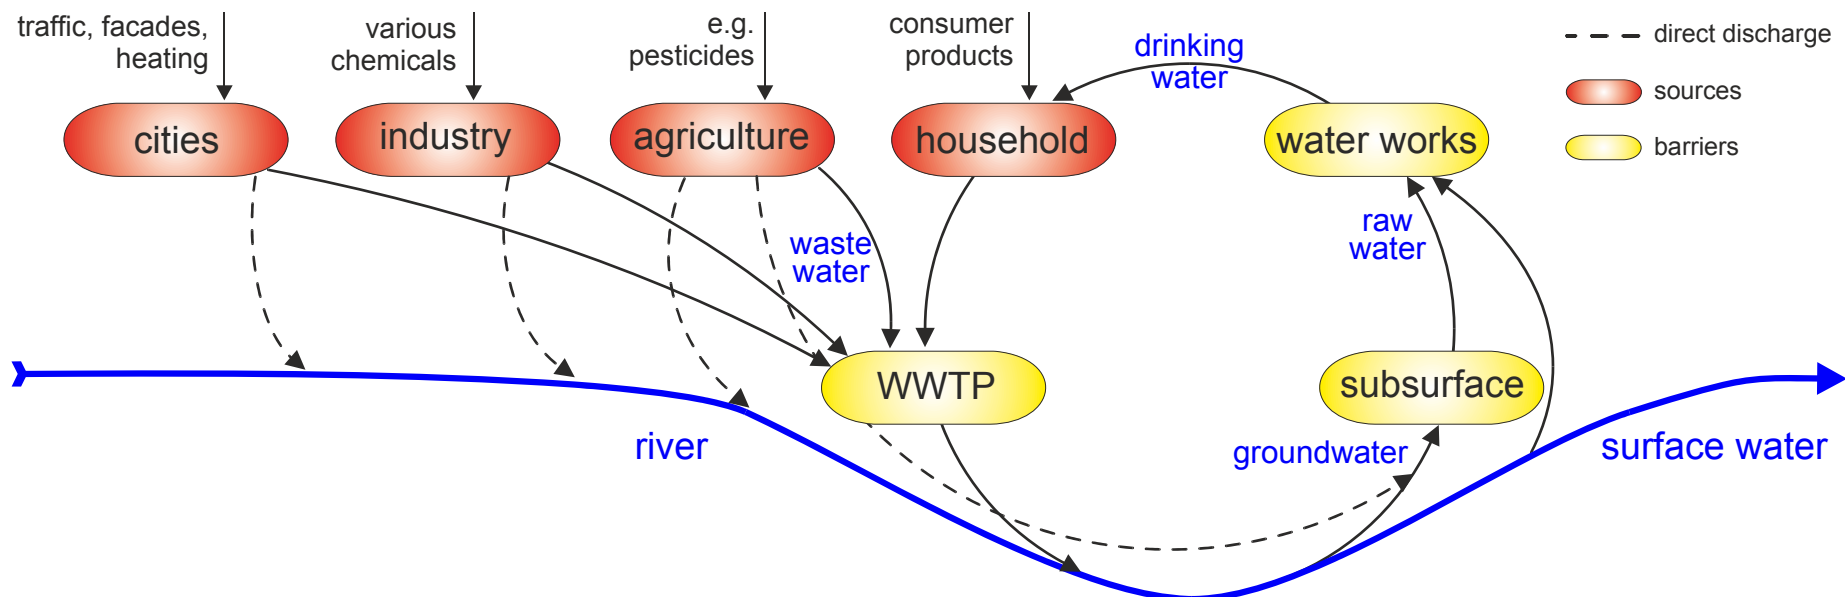 traffic, facades,
heating
various
chemicals
e.g.
pesticides
consumer
products
drinking
water
direct discharge
sources
barriers
cities
industry
agriculture
household
water works
waste
water
raw
water
WWTP
subsurface
river
groundwater
surface water